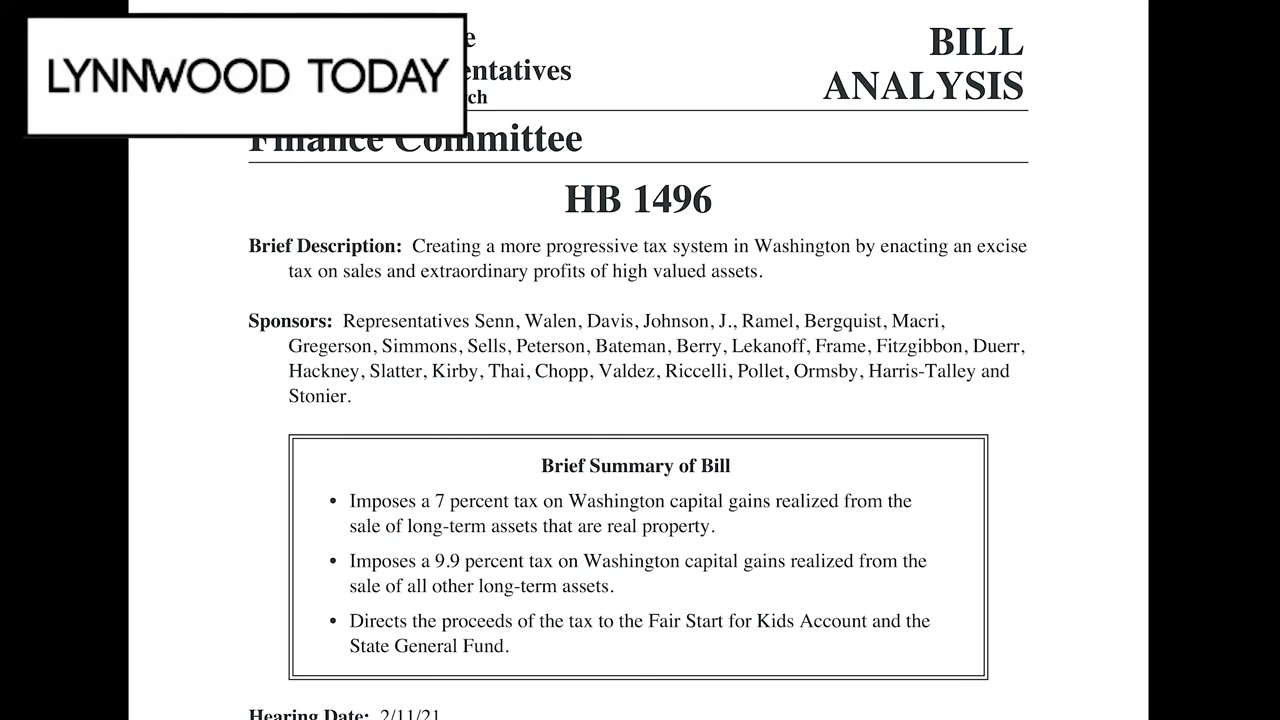 LYNNWOOD TODAY
BILL
ANALYSIS
Finance Committee
HB 1496
Brief Description: Creating a more progressive tax system in Washington by enacting an excise
tax on sales and extraordinary profits of high valued assets.
Sponsors: Representatives Senn, Walen, Davis, Johnson, J., Ramel, Bergquist, Macri,
Gregerson, Simmons, Sells, Peterson, Bateman, Berry, Lekanoff, Frame, Fitzgibbon, Duerr,
Hackney, Slatter, Kirby, Thai, Chopp, Valdez, Riccelli, Pollet, Ormsby, Harris-Talley and
Stonier.
Brief Summary of Bill
• Imposes a 7 percent tax on Washington capital gains realized from the
sale of long-term assets that are real property.
• Imposes a 9.9 percent tax on Washington capital gains realized from the
sale of all other long-term assets.
• Directs the proceeds of the tax to the Fair Start for Kids Account and the
State General Fund.
Hearing Date: 2/11/21